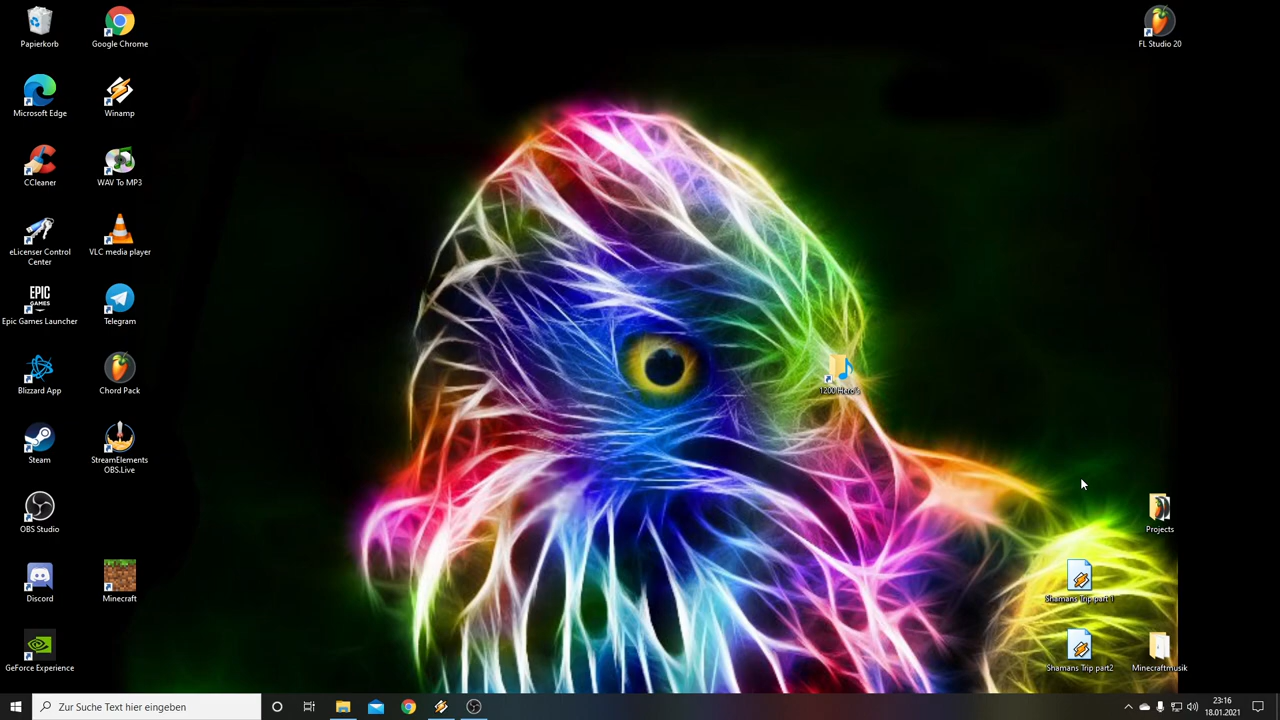 Papierkorb
Google Chrome
FL Studio 20
Microsoft Edge
Winamp
CCleaner
WAV To MP3
eLicenser Control
Center
VLC media player
EPIC
GAMES
Epic Games Launcher
Telegram
Blizzard App
Chord Pack
Steam
StreamElements
OBS.Live
OBS Studio
Projects
Discord
Minecraft
Shamans Trip part 1
GeForce Experience
Shamans Trip part2
Minecraftmusik
Zur Suche Text hier eingeben
23:16
18.01.2021